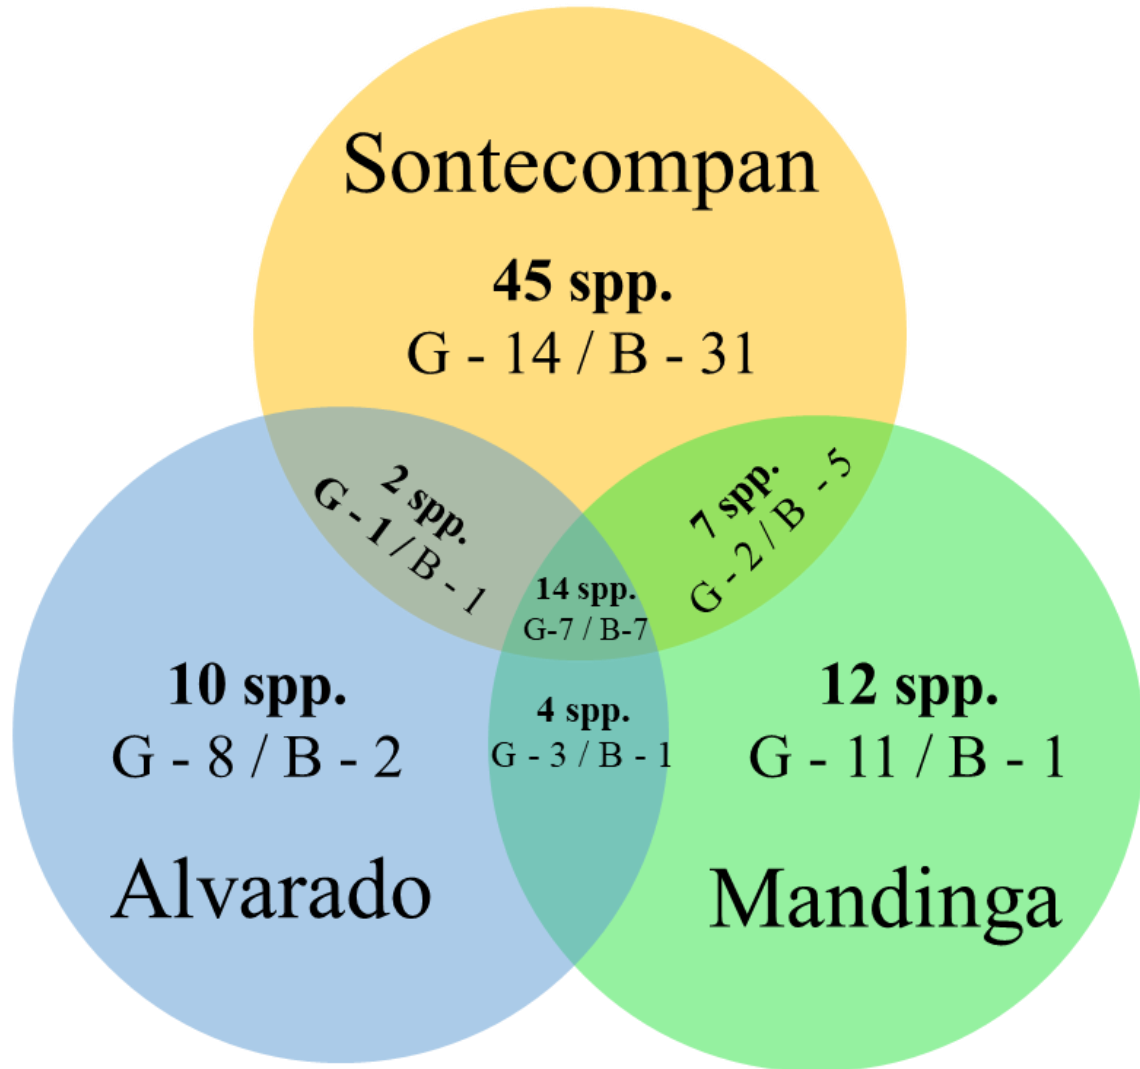 Sontecompan
45 spp.
G - 14 / B - 31
2 spp.
G - 1 / B - 1
7 spp.
G - 2 / B - 5
14 spp.
G-7 / B-7
10 spp.
G - 8 / B - 2
4 spp.
G - 3 / B - 1
12 spp.
G - 11 / B - 1
Alvarado
Mandinga